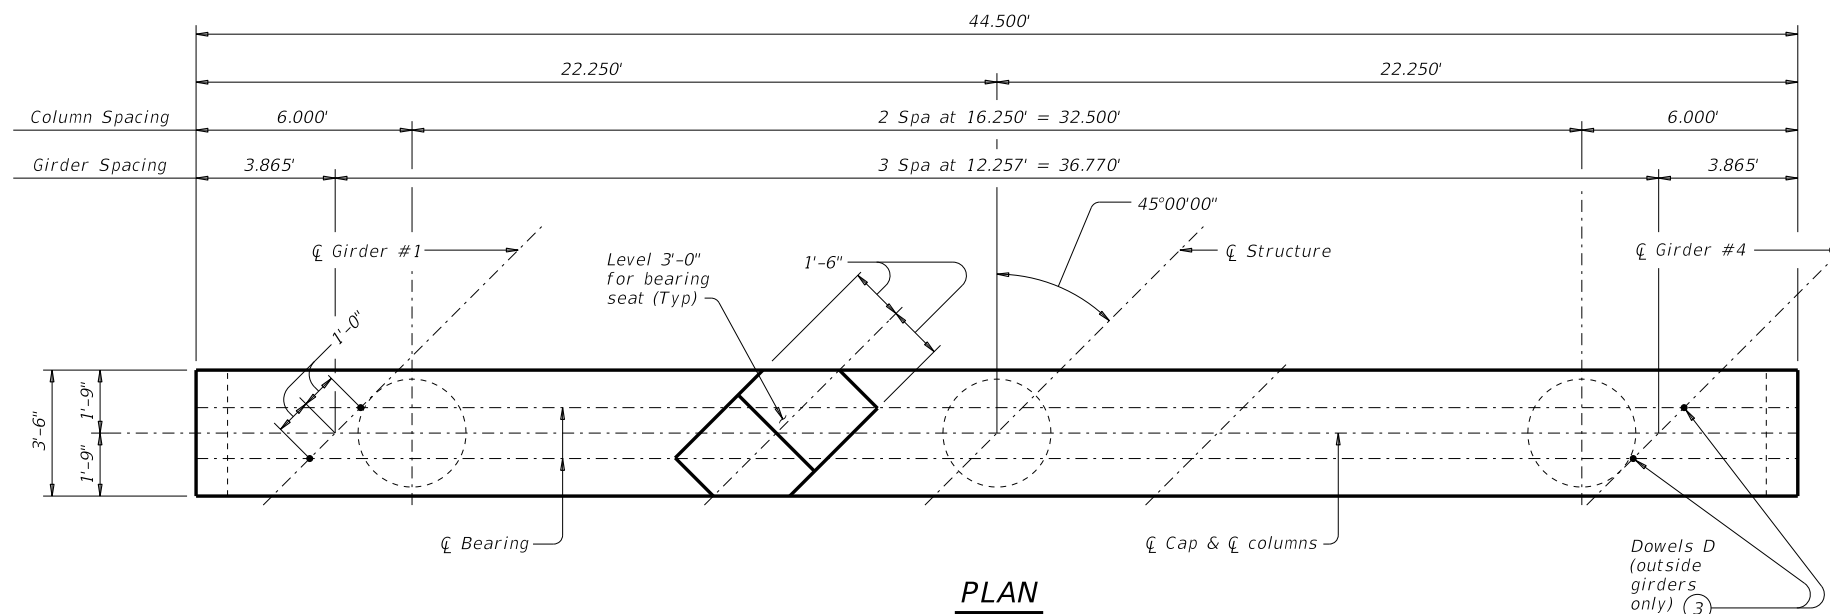 44.500'
22.250'
22.250'
Column Spacing
6.000'
2 Spa at 16.250' = 32.500'
6.000'
Girder Spacing
3.865'
3 Spa at 12.257' = 36.770'
3.865'
45°00'00"
℄ Girder #1
Level 3'-0"
for bearing
seat (Typ)
1'-6"
℄ Structure
℄ Girder #4
1'-0"
3'-6"
1'-9"
1'-9"
℄ Bearing
℄ Cap & ℄ columns
Dowels D
(outside
girders
only) 3
PLAN